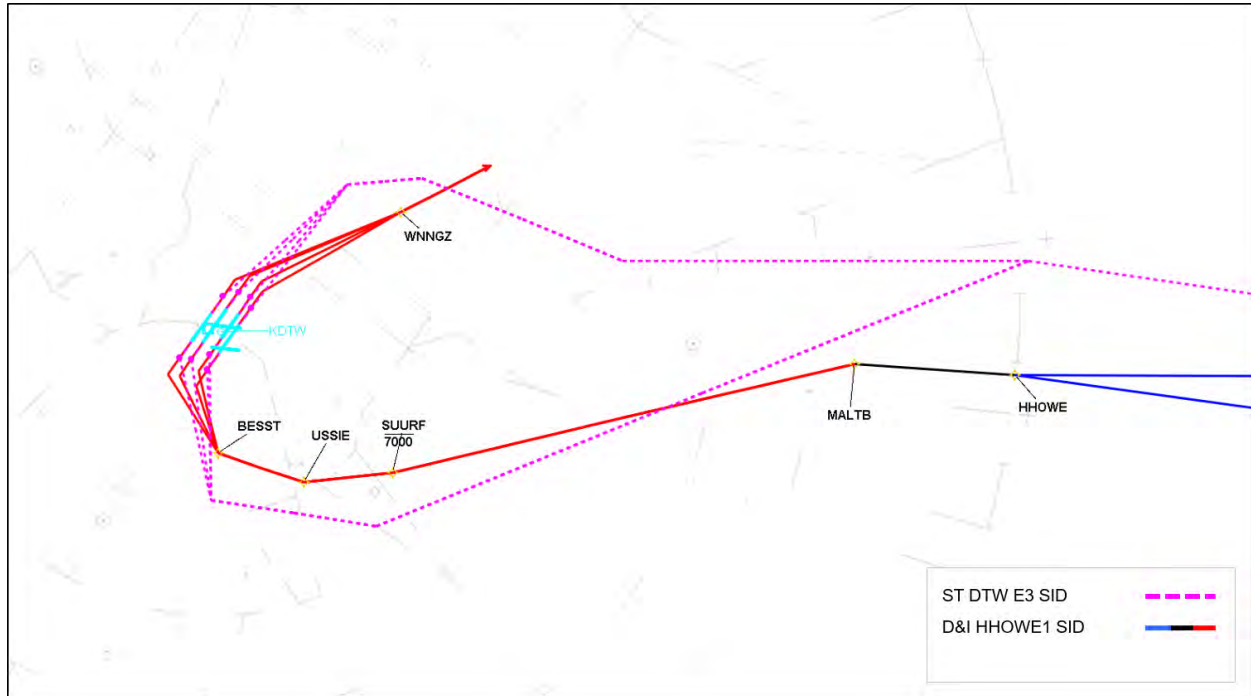 WNNGZ
KDTW
BESST
USSIE
SUURF
7000
MALTB
HHOWE
ST DTW E3 SID
D&I HHOWE1 SID